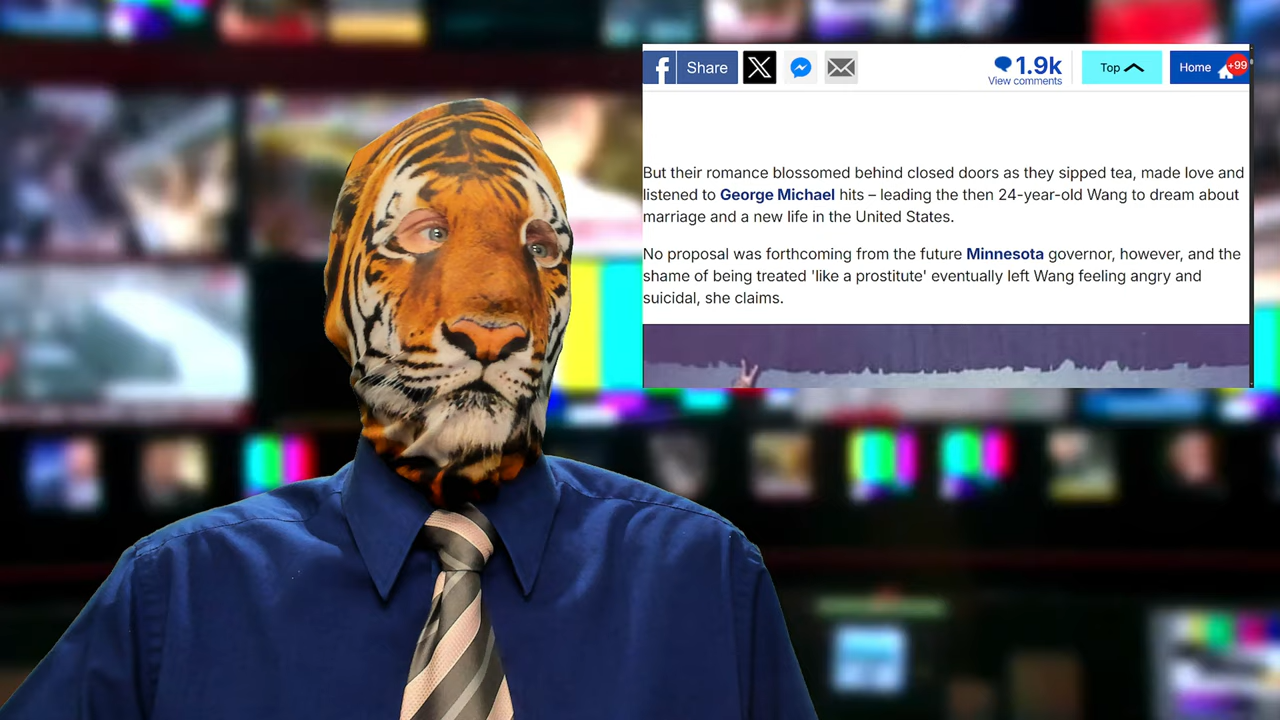 Share
1.9k
View comments
Top
Home
+99
But their romance blossomed behind closed doors as they sipped tea, made love and
listened to George Michael hits – leading the then 24-year-old Wang to dream about
marriage and a new life in the United States.
No proposal was forthcoming from the future Minnesota governor, however, and the
shame of being treated 'like a prostitute' eventually left Wang feeling angry and
suicidal, she claims.